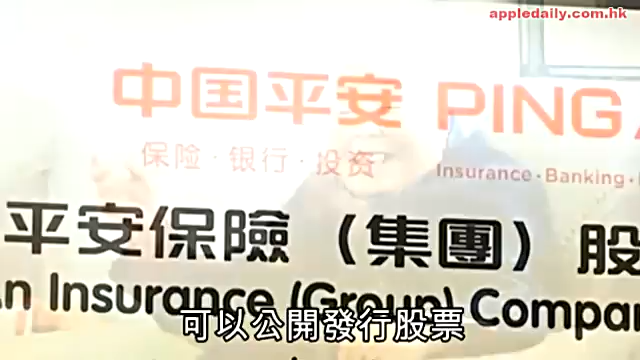 appledaily.com.hk
中国平安 PING
保险·银行·投资 Insurance·Banking·
平安保險（集團）股
n Insurance (Group) Compa
可以公開發行股票